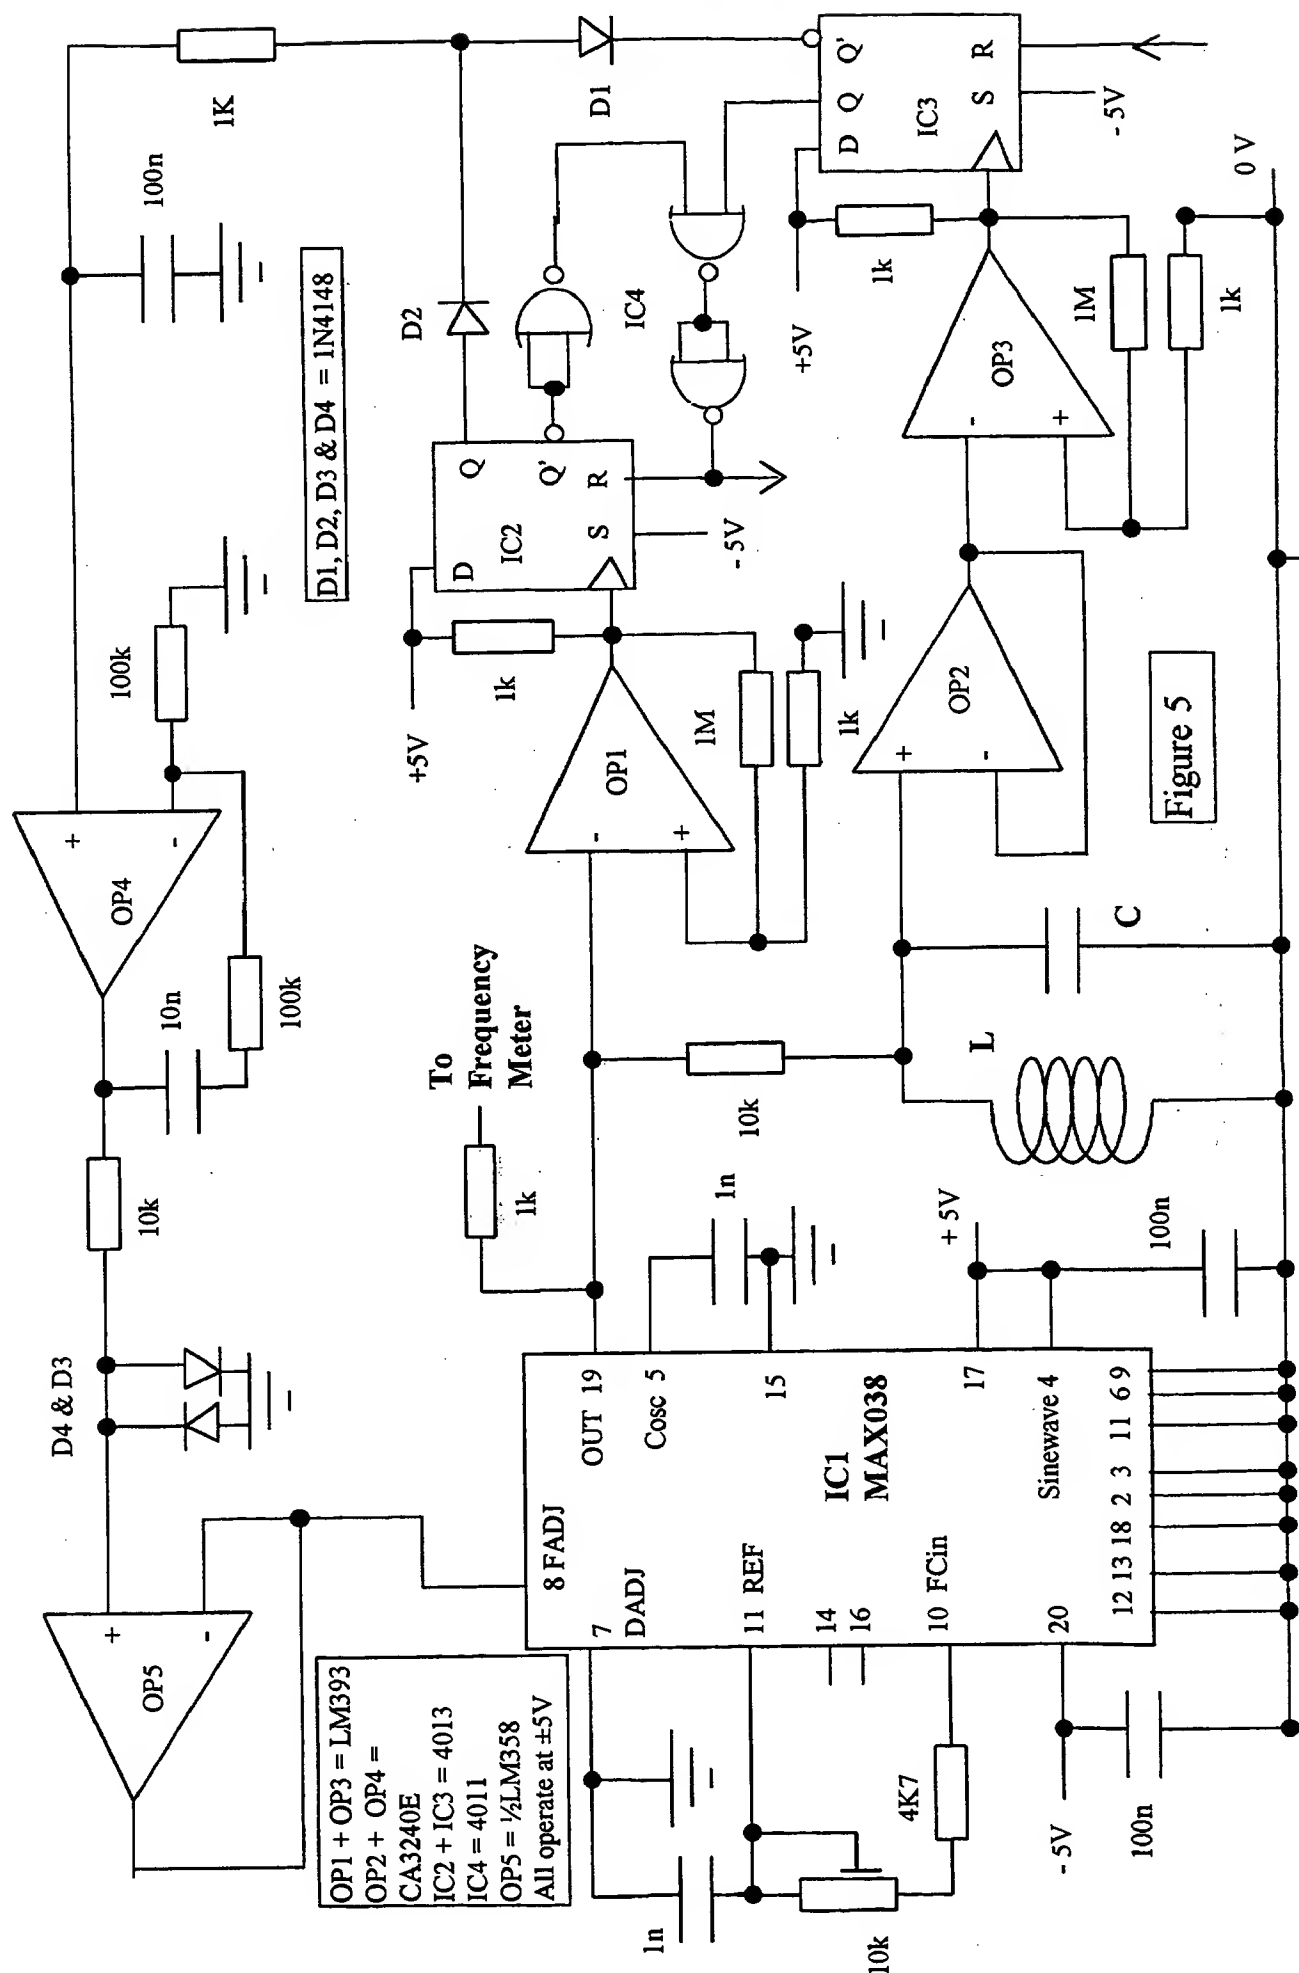 1K
100n
D1, D2, D3 & D4 = 1N4148
100k
+
-
OP4
10n
100k
10k
D4 & D3
+
-
OP5
OP1 + OP3 = LM393
OP2 + OP4 =
CA3240E
IC2 + IC3 = 4013
IC4 = 4011
OP5 = ½LM358
All operate at ±5V
D1
D2
IC4
Q'
Q
D
IC3
R
S
- 5V
0 V
Q
Q'
D
IC2
R
S
- 5V
+5V
1k
OP1
-
+
1M
1k
+5V
1k
OP3
-
+
1M
1k
OP2
+
-
Figure 5
To
Frequency
Meter
1k
10k
L
C
1n
+ 5V
100n
8 FADJ
OUT 19
Cosc 5
15
17
Sinewave 4
IC1
MAX038
7
DADJ
11 REF
14
16
10 FCin
20
12 13 18 2 3 11 6 9
1n
10k
4K7
- 5V
100n